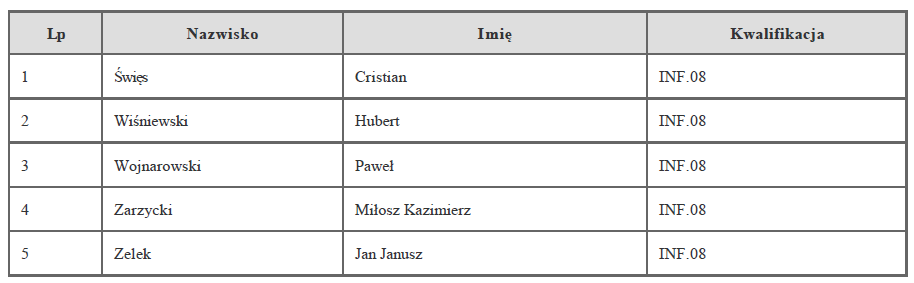 Lp Nazwisko Imię Kwalifikacja
1 Święs Cristian INF.08
2 Wiśniewski Hubert INF.08
3 Wojnarowski Paweł INF.08
4 Zarzycki Miłosz Kazimierz INF.08
5 Zelek Jan Janusz INF.08